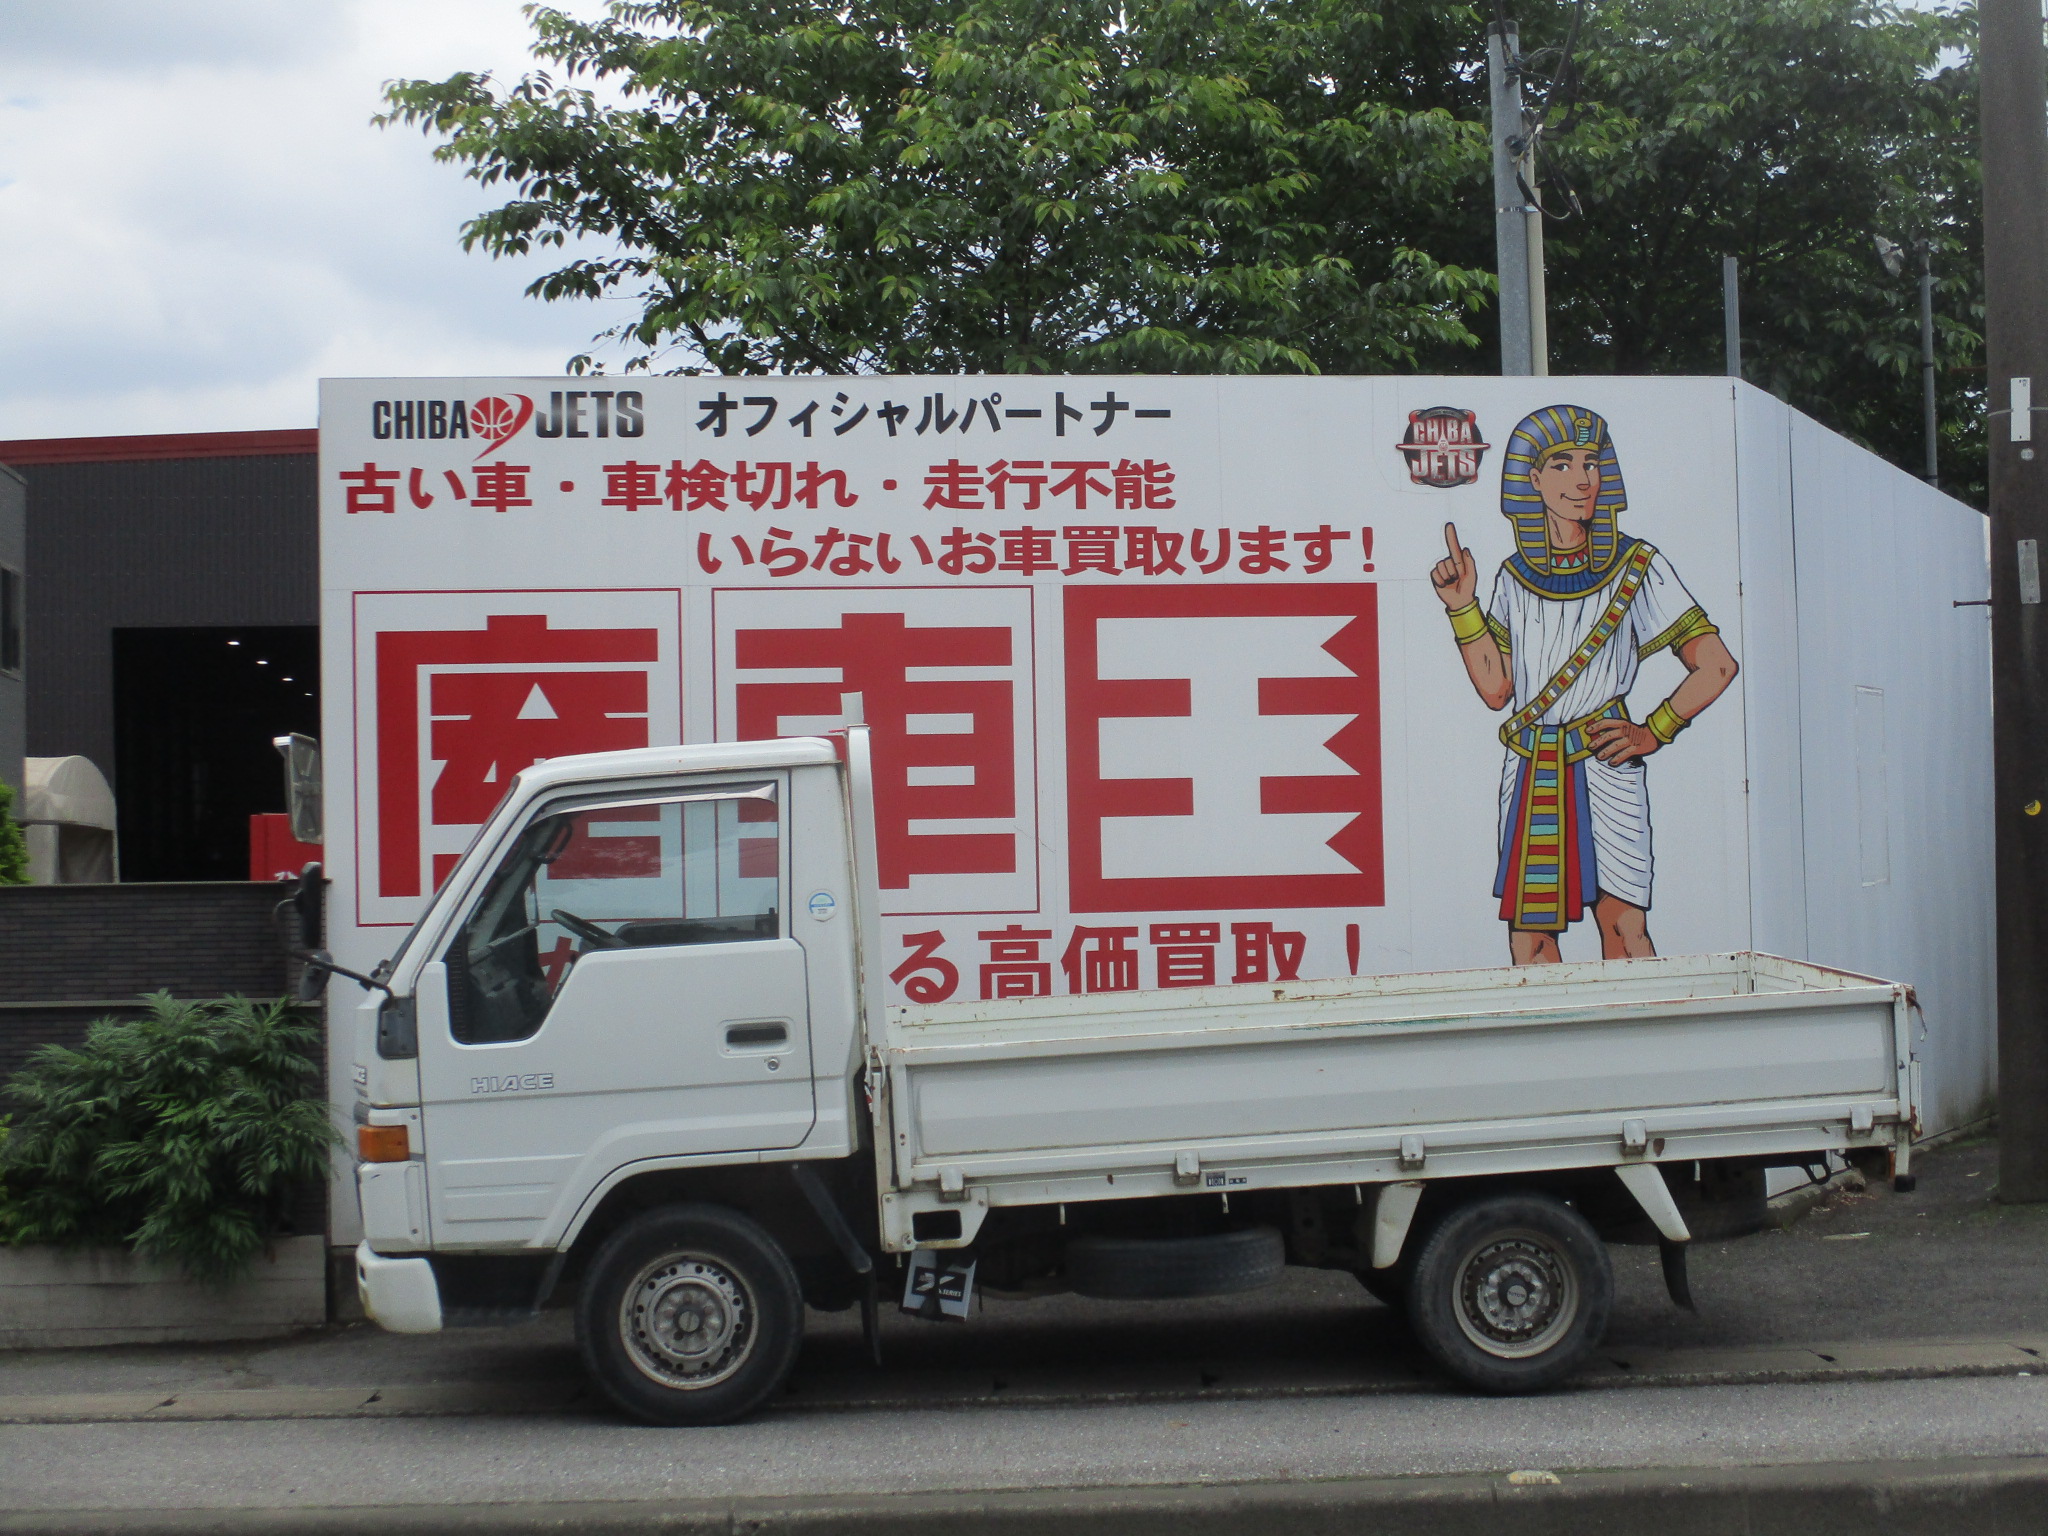 CHIBA JETS オフィシャルパートナー
CHIBA
JETS
古い車・車検切れ・走行不能
いらないお車買取ります!
廃車王
る高価買取!
HIACE